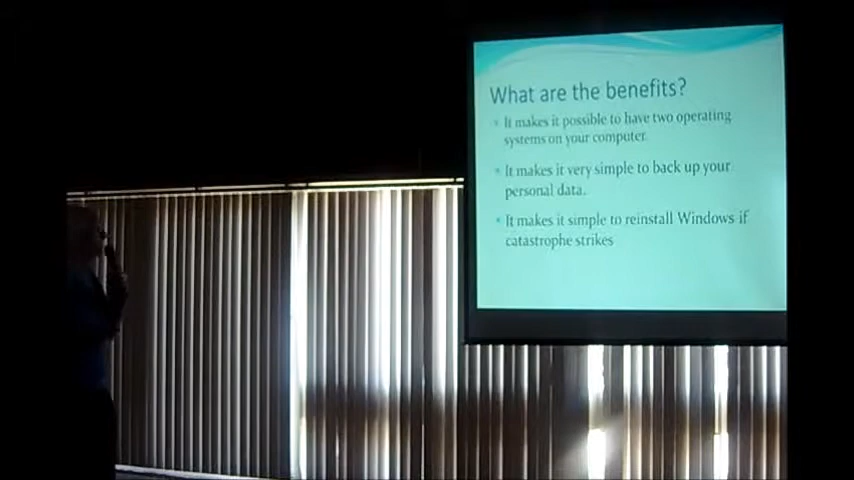 What are the benefits?
It makes it possible to have two operating
systems on your computer.
It makes it very simple to back up your
personal data.
It makes it simple to reinstall Windows if
catastrophe strikes